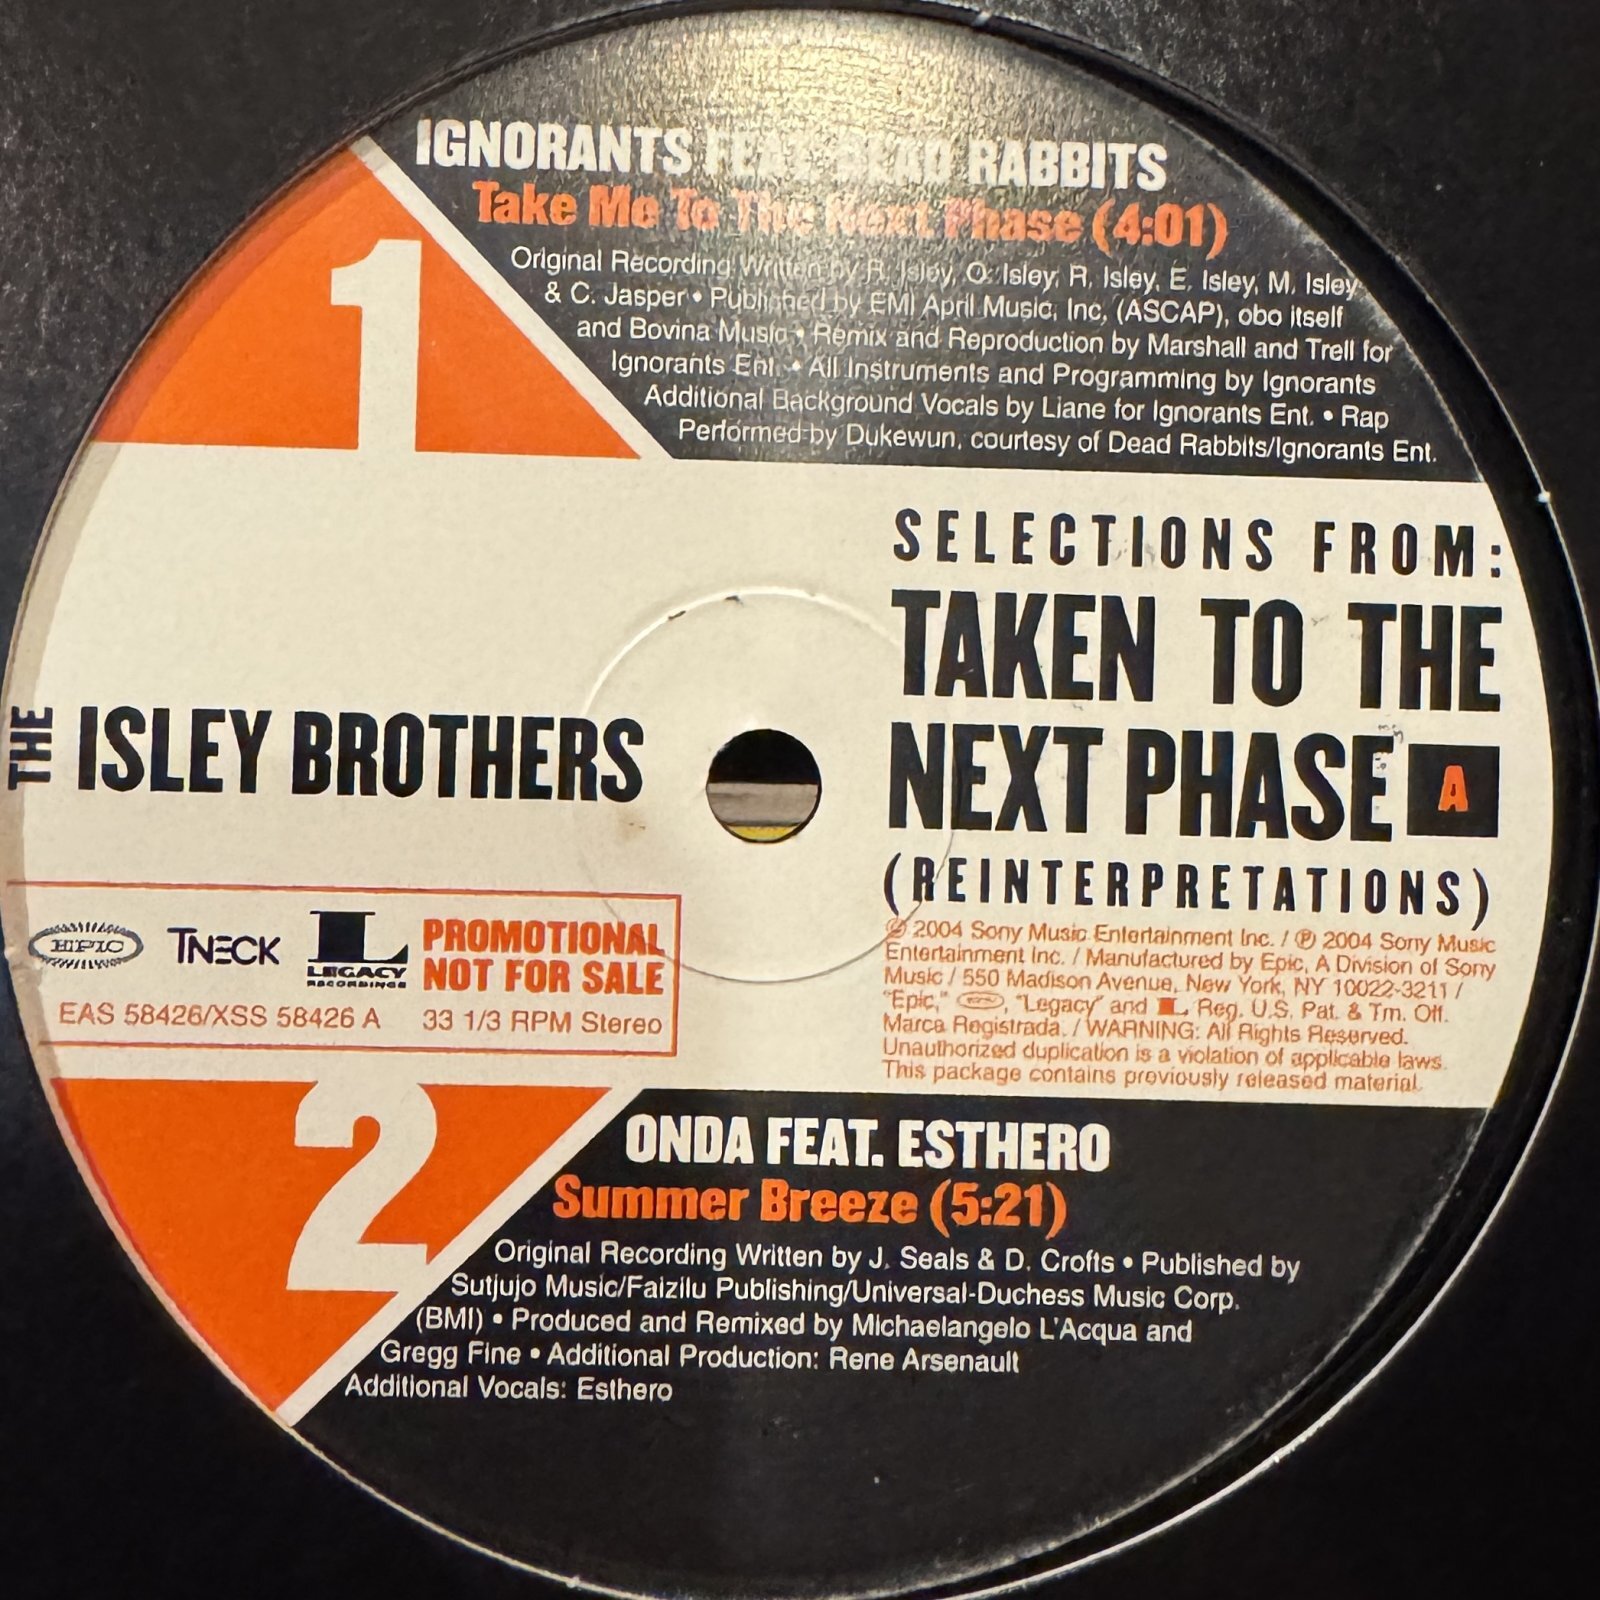 IGNORANTS FEAT. DEAD RABBITS
Take Me To The Next Phase (4:01)
1
Original Recording Written by R. Isley, O. Isley, R. Isley, E. Isley, M. Isley
& C. Jasper • Published by EMI April Music, Inc, (ASCAP), obo itself
and Bovina Music • Remix and Reproduction by Marshall and Trell for
Ignorants Ent. • All Instruments and Programming by Ignorants
Additional Background Vocals by Liane for Ignorants Ent. • Rap
Performed by Dukewun, courtesy of Dead Rabbits/Ignorants Ent.
SELECTIONS FROM:
TAKEN TO THE
NEXT PHASE A
(REINTERPRETATIONS)
THE ISLEY BROTHERS
EPIC TNECK L LEGACY RECORDINGS
PROMOTIONAL
NOT FOR SALE
EAS 58426/XSS 58426 A 33 1/3 RPM Stereo
℗ 2004 Sony Music Entertainment Inc. / ℗ 2004 Sony Music
Entertainment Inc. / Manufactured by Epic, A Division of Sony
Music / 550 Madison Avenue, New York, NY 10022-3211 /
"Epic," EPIC, "Legacy" and L Reg. U.S. Pat. & Tm. Off.
Marca Registrada. / WARNING: All Rights Reserved.
Unauthorized duplication is a violation of applicable laws.
This package contains previously released material.
2
ONDA FEAT. ESTHERO
Summer Breeze (5:21)
Original Recording Written by J. Seals & D. Crofts • Published by
Sutjujo Music/Faizilu Publishing/Universal-Duchess Music Corp.
(BMI) • Produced and Remixed by Michaelangelo L'Acqua and
Gregg Fine • Additional Production: Rene Arsenault
Additional Vocals: Esthero